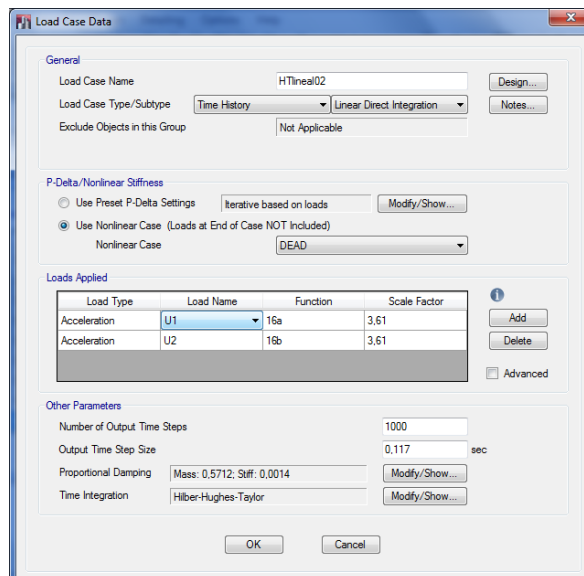 Load Case Data
General
Load Case Name HTlineal02 Design...
Load Case Type/Subtype Time History Linear Direct Integration Notes...
Exclude Objects in this Group Not Applicable
P-Delta/Nonlinear Stiffness
Use Preset P-Delta Settings Iterative based on loads Modify/Show...
Use Nonlinear Case (Loads at End of Case NOT Included)
Nonlinear Case DEAD
Loads Applied
Load Type Load Name Function Scale Factor
Acceleration U1 16a 3,61 Add
Acceleration U2 16b 3,61 Delete
Advanced
Other Parameters
Number of Output Time Steps 1000
Output Time Step Size 0,117 sec
Proportional Damping Mass: 0,5712; Stiff: 0,0014 Modify/Show...
Time Integration Hilber-Hughes-Taylor Modify/Show...
OK Cancel